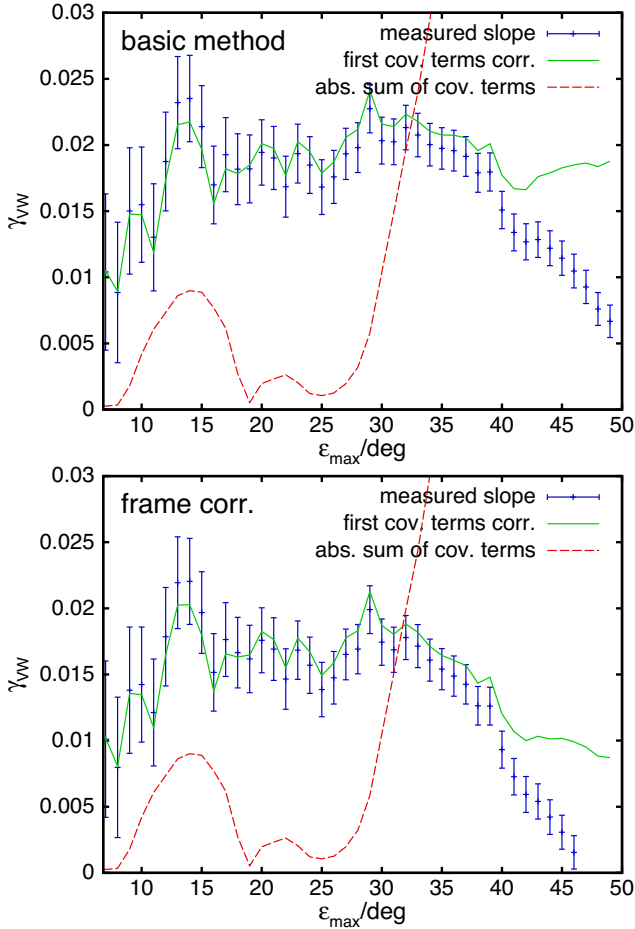 basic method
measured slope
first cov. terms corr.
abs. sum of cov. terms
0.03
0.025
0.02
0.015
0.01
0.005
0
γvw
10 15 20 25 30 35 40 45 50
εmax/deg
frame corr.
measured slope
first cov. terms corr.
abs. sum of cov. terms
0.03
0.025
0.02
0.015
0.01
0.005
0
γvw
10 15 20 25 30 35 40 45 50
εmax/deg